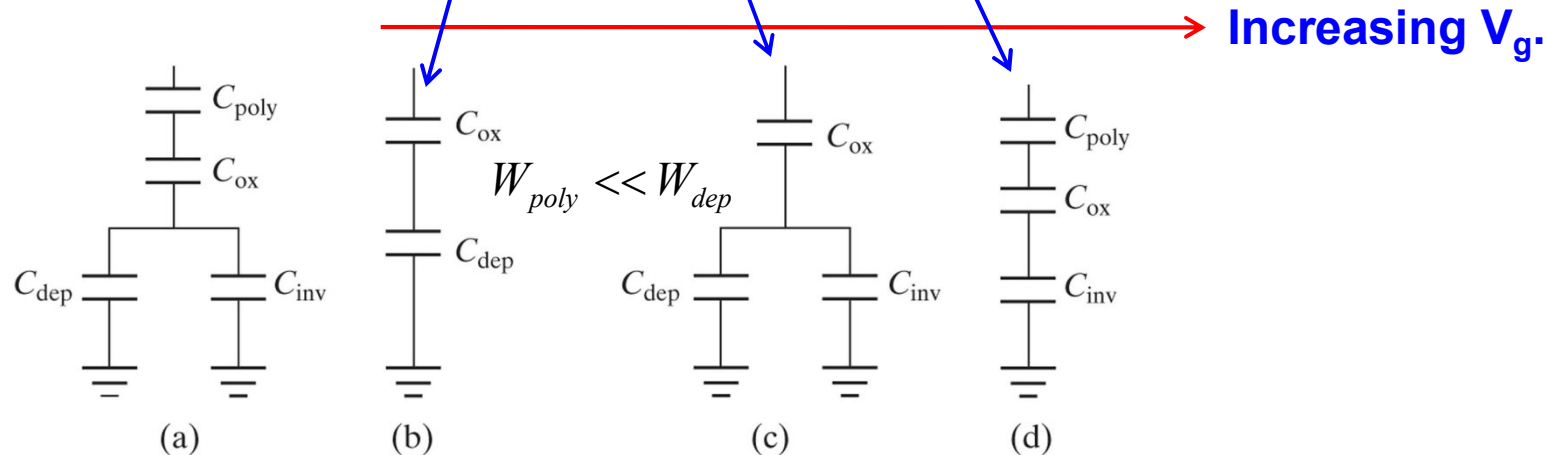 Increasing Vg.
Cpoly
Cox
Cdep
Cinv
(a)
Cox
Wpoly << Wdep
Cdep
(b)
Cox
Cdep
Cinv
(c)
Cpoly
Cox
Cinv
(d)